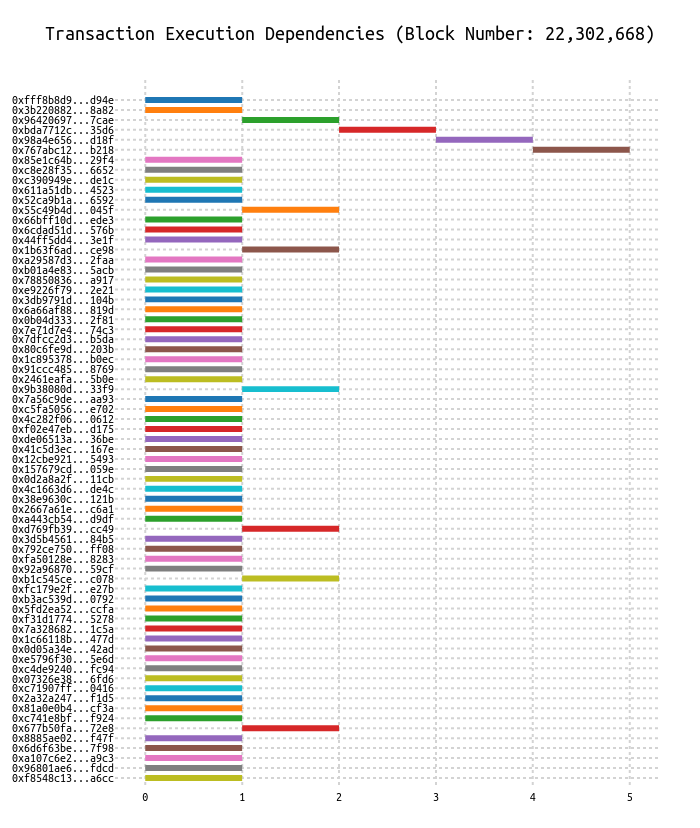 Transaction Execution Dependencies (Block Number: 22,302,668)
0xfff8b8d9...d94e
0x3b220882...8a82
0x96420697...7cae
0xbda7712c...35d6
0x98a4e656...d18f
0x767abc12...b218
0x85e1c64b...29f4
0xc8e28f35...6652
0xc390949e...de1c
0x611a51db...4523
0x52ca9b1a...6592
0x55c49b4d...045f
0x66bff10d...ede3
0x6cdad51d...576b
0x44ff5dd4...3e1f
0x1b63f6ad...ce98
0xa29587d3...2faa
0xb01a4e83...5acb
0x78850836...a917
0xe9226f79...2e21
0x3db9791d...104b
0x6a66af88...819d
0x0b04d333...2f81
0x7e71d7e4...74c3
0x7dfcc2d3...b5da
0x80c6fe9d...203b
0x1c895378...b0ec
0x91ccc485...8769
0x2461eafa...5b0e
0x9b38080d...33f9
0x7a56c9de...aa93
0xc5fa5056...e702
0x4c282f06...0612
0xf02e47eb...d175
0xde06513a...36be
0x41c5d3ec...167e
0x12cbe921...5493
0x157679cd...059e
0x0d2a8a2f...11cb
0x4c1663d6...de4c
0x38e9630c...121b
0x2667a61e...c6a1
0xa443cb54...d9df
0xd769fb39...cc49
0x3d5b4561...84b5
0x792ce750...ff08
0xfa50128e...8283
0x92a96870...59cf
0xb1c545ce...c078
0xfc179e2f...e27b
0xb3ac539d...0792
0x5fd2ea52...ccfa
0xf31d1774...5278
0x7a328682...1c5a
0x1c66118b...477d
0x0d05a34e...42ad
0xe5796f30...5e6d
0xc4de9240...fc94
0x07326e38...6fd6
0xc71907ff...0416
0x2a32a247...f1d5
0x81a0e0b4...cf3a
0xc741e8bf...f924
0x677b50fa...72e8
0x8885ae02...f47f
0x6d6f63be...7f98
0xa107c6e2...a9c3
0x96801ae6...fdcd
0xf8548c13...a6cc
0 1 2 3 4 5